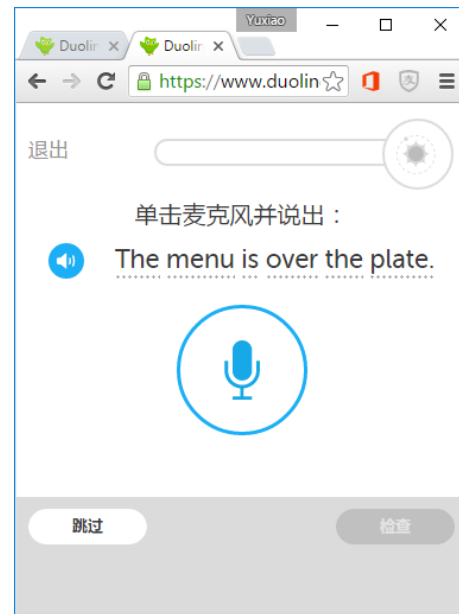 Yuxiao
Duolin
Duolin
https://www.duolin
退出
单击麦克风并说出：
The menu is over the plate.
跳过
检查